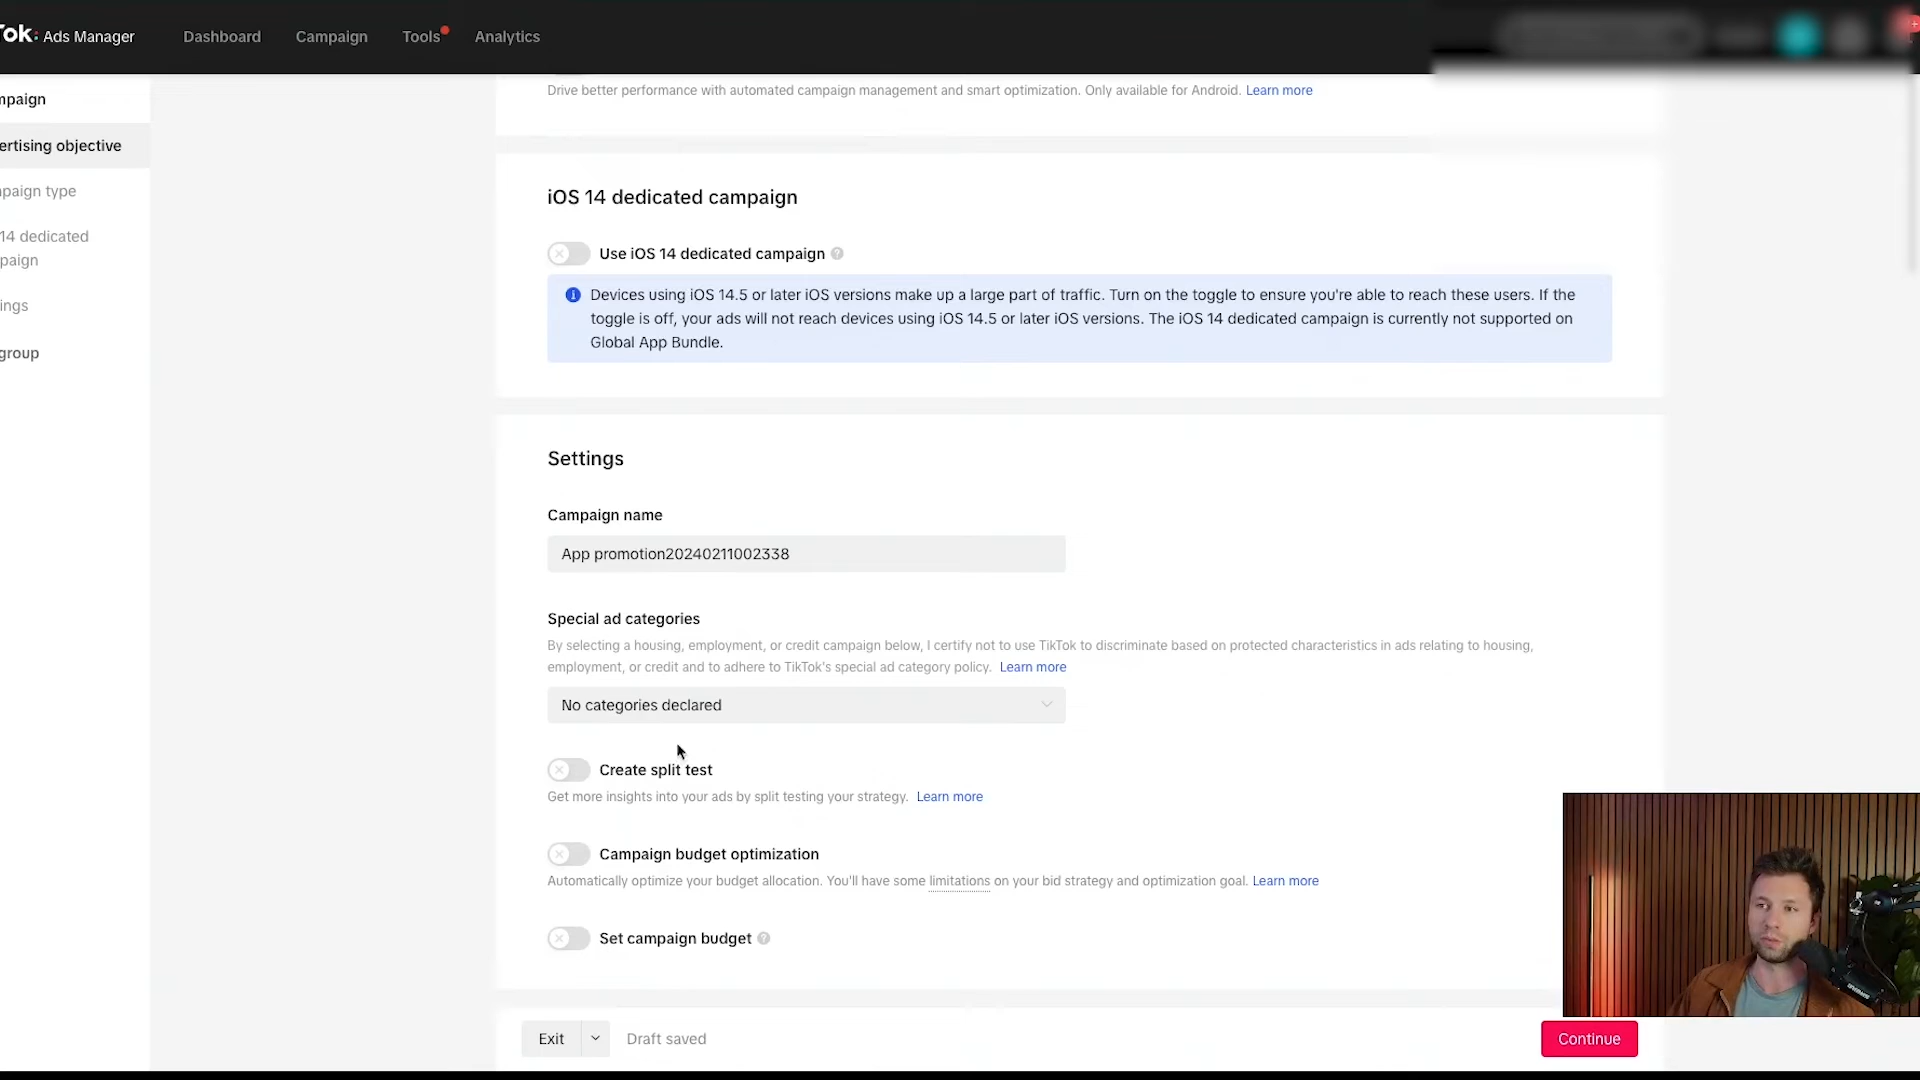 Tok: Ads Manager
Dashboard
Campaign
Tools
Analytics
mpaign
ertising objective
paign type
14 dedicated
paign
ings
group
Drive better performance with automated campaign management and smart optimization. Only available for Android. Learn more
iOS 14 dedicated campaign
Use iOS 14 dedicated campaign
Devices using iOS 14.5 or later iOS versions make up a large part of traffic. Turn on the toggle to ensure you're able to reach these users. If the
toggle is off, your ads will not reach devices using iOS 14.5 or later iOS versions. The iOS 14 dedicated campaign is currently not supported on
Global App Bundle.
Settings
Campaign name
App promotion20240211002338
Special ad categories
By selecting a housing, employment, or credit campaign below, I certify not to use TikTok to discriminate based on protected characteristics in ads relating to housing,
employment, or credit and to adhere to TikTok's special ad category policy. Learn more
No categories declared
Create split test
Get more insights into your ads by split testing your strategy. Learn more
Campaign budget optimization
Automatically optimize your budget allocation. You'll have some limitations on your bid strategy and optimization goal. Learn more
Set campaign budget
Exit
Draft saved
Continue